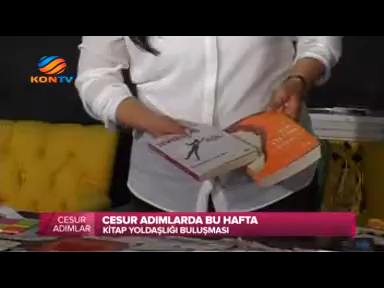 KONTV
CESUR
ADIMLAR
CESUR ADIMLARDA BU HAFTA
KİTAP YOLDAŞLIĞI BULUŞMASI